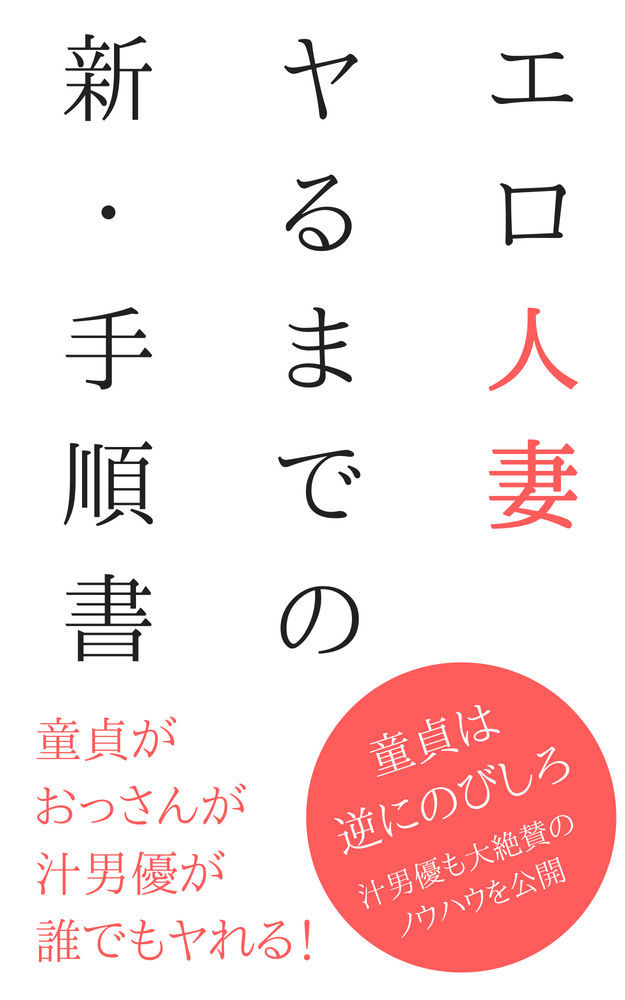 エロ人妻
ヤるまでの
新・手順書
童貞が
おっさんが
汁男優が
誰でもヤれる！
童貞は
逆にのびしろ
汁男優も大絶賛の
ノウハウを公開